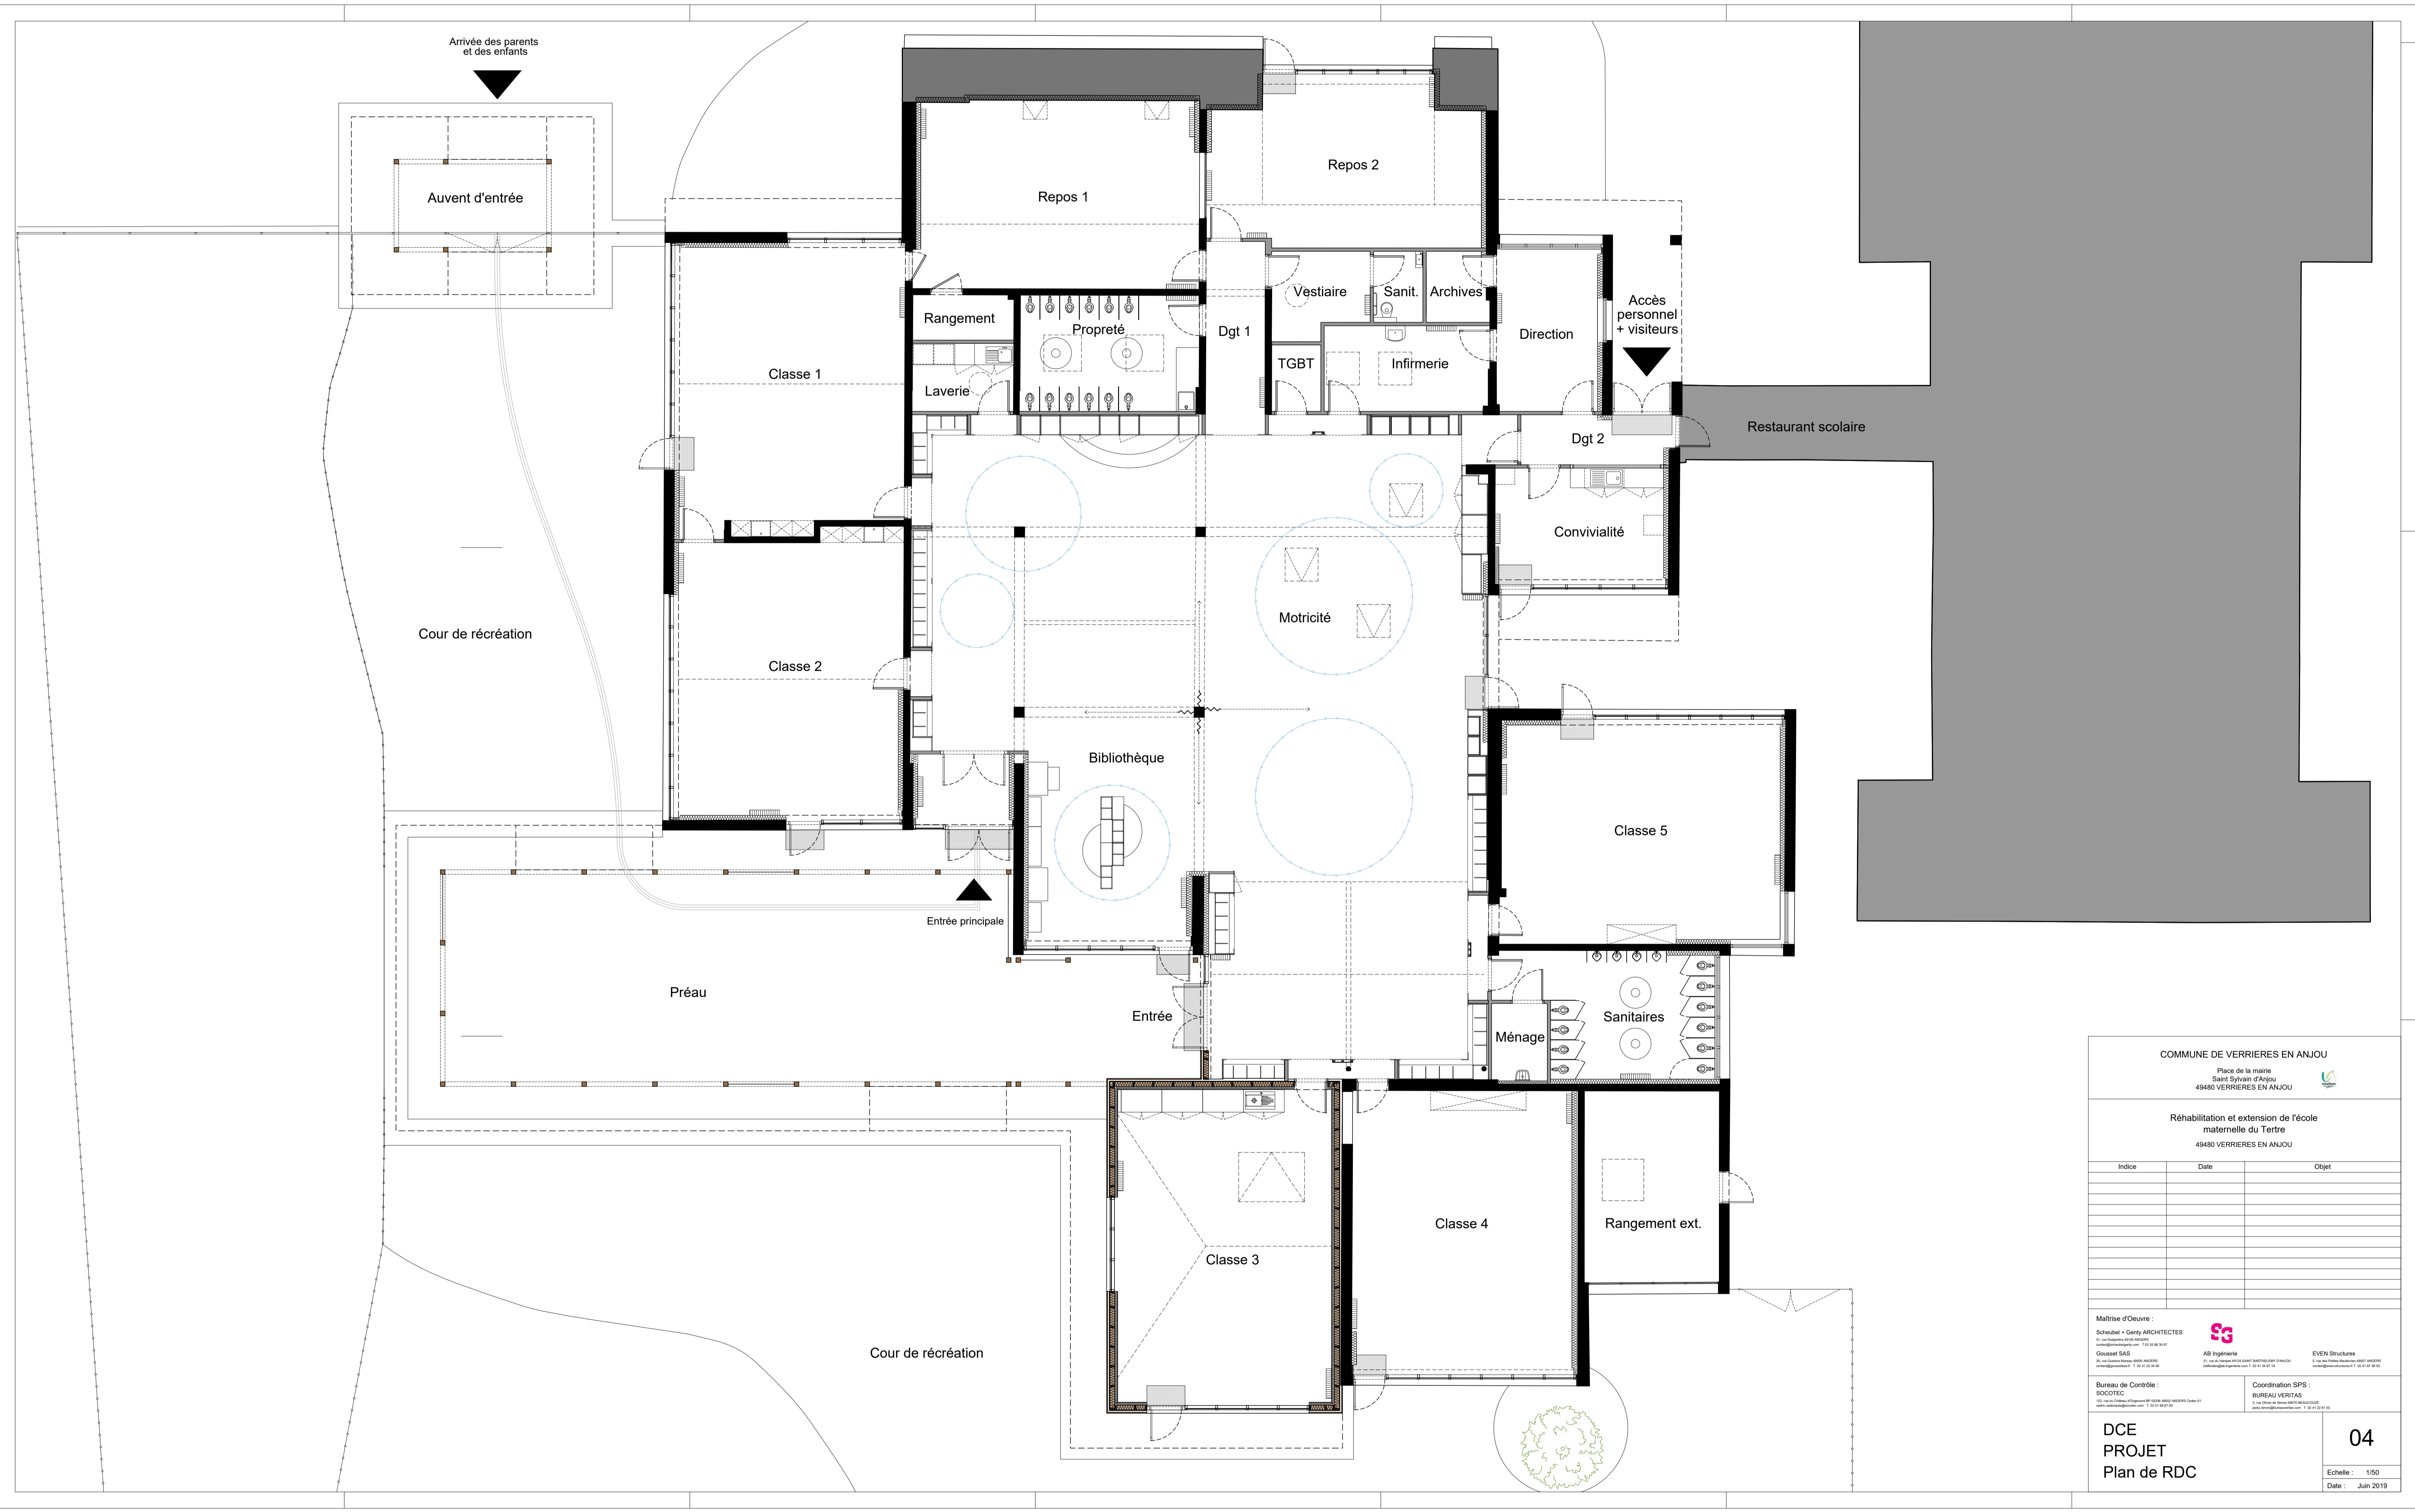 Arrivée des parents
et des enfants
Auvent d'entrée
Repos 1
Repos 2
Rangement
Propreté
Dgt 1
Vestiaire
Sanit.
Archives
Direction
Accès
personnel
+ visiteurs
TGBT
Infirmerie
Classe 1
Laverie
Dgt 2
Restaurant scolaire
Convivialité
Cour de récréation
Classe 2
Motricité
Bibliothèque
Classe 5
Entrée principale
Préau
Entrée
Ménage
Sanitaires
Classe 3
Classe 4
Rangement ext.
Cour de récréation
COMMUNE DE VERRIERES EN ANJOU
Place de la mairie
Saint Sylvain d'Anjou
49480 VERRIERES EN ANJOU
Réhabilitation et extension de l'école
maternelle du Tertre
49480 VERRIERES EN ANJOU
Indice Date Objet
Maîtrise d'Oeuvre :
Scheubel + Genty ARCHITECTES
SG
Gousset SAS
AB Ingénierie
EVEN Structures
Bureau de Contrôle :
SOCOTEC
Coordination SPS :
BUREAU VERITAS
DCE
PROJET
Plan de RDC
04
Echelle : 1/50
Date : Juin 2019